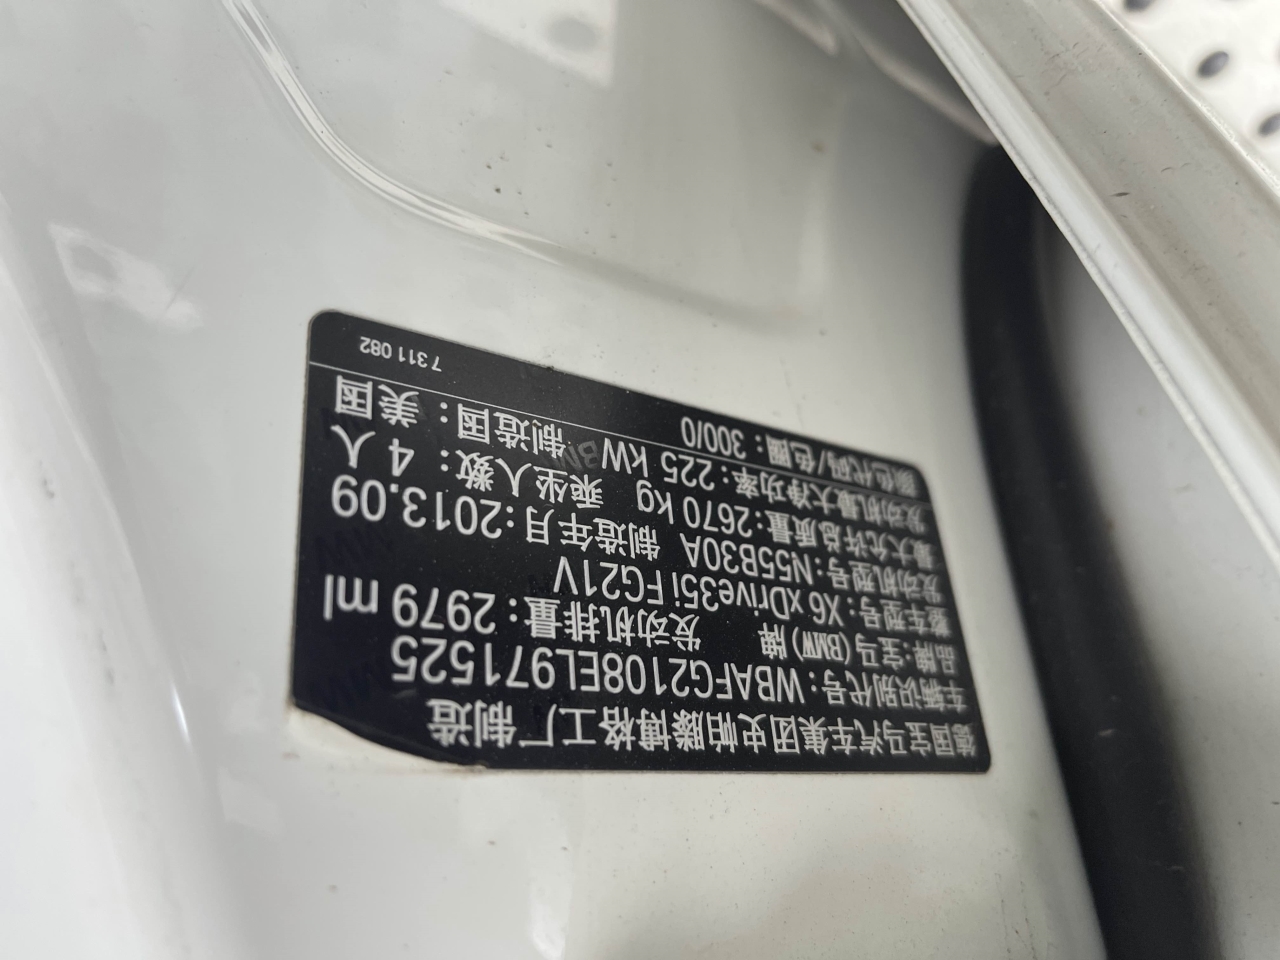 德国宝马汽车集团史帕滕博格工厂 制造
车辆识别代号：WBAFG2108EL971525
品牌：宝马(BMW)牌 发动机排量：2979 ml
整车型号：X6 xDrive35i FG21V
发动机型号：N55B30A 制造年月：2013.09
最大允许总质量：2670 kg 乘坐人数：4 人
发动机最大净功率：225 kW 制造国：美国
颜色代码/色圈：300/0
7 311 082